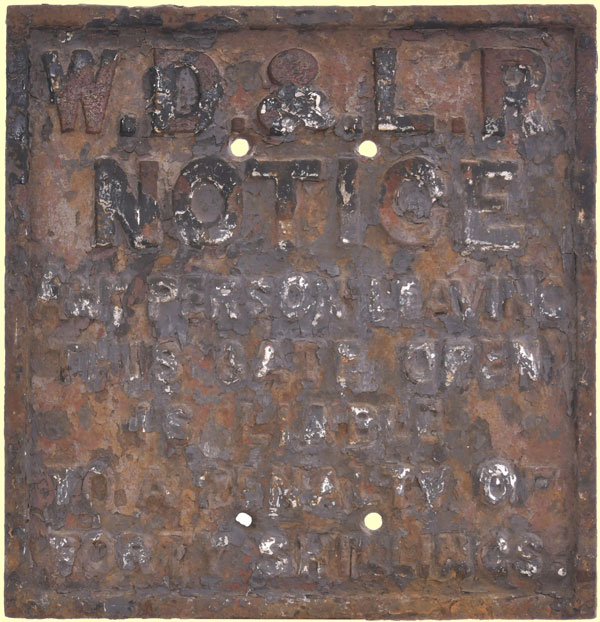 W.D.&.L.R.
NOTICE
ANY PERSON LEAVING
THIS GATE OPEN
IS LIABLE
TO A PENALTY OF
FORTY SHILLINGS.